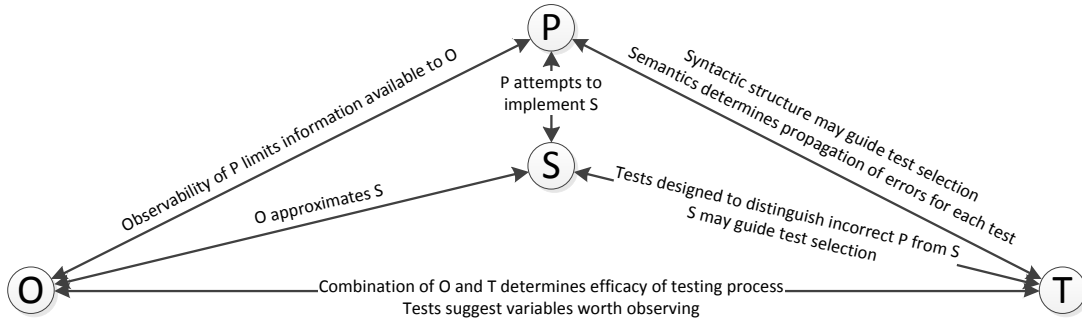 P
Observability of P limits information available to O
Syntactic structure may guide test selection
Semantics determines propagation of errors for each test
P attempts to
implement S
S
O approximates S
Tests designed to distinguish incorrect P from S
S may guide test selection
O
Combination of O and T determines efficacy of testing process
Tests suggest variables worth observing
T